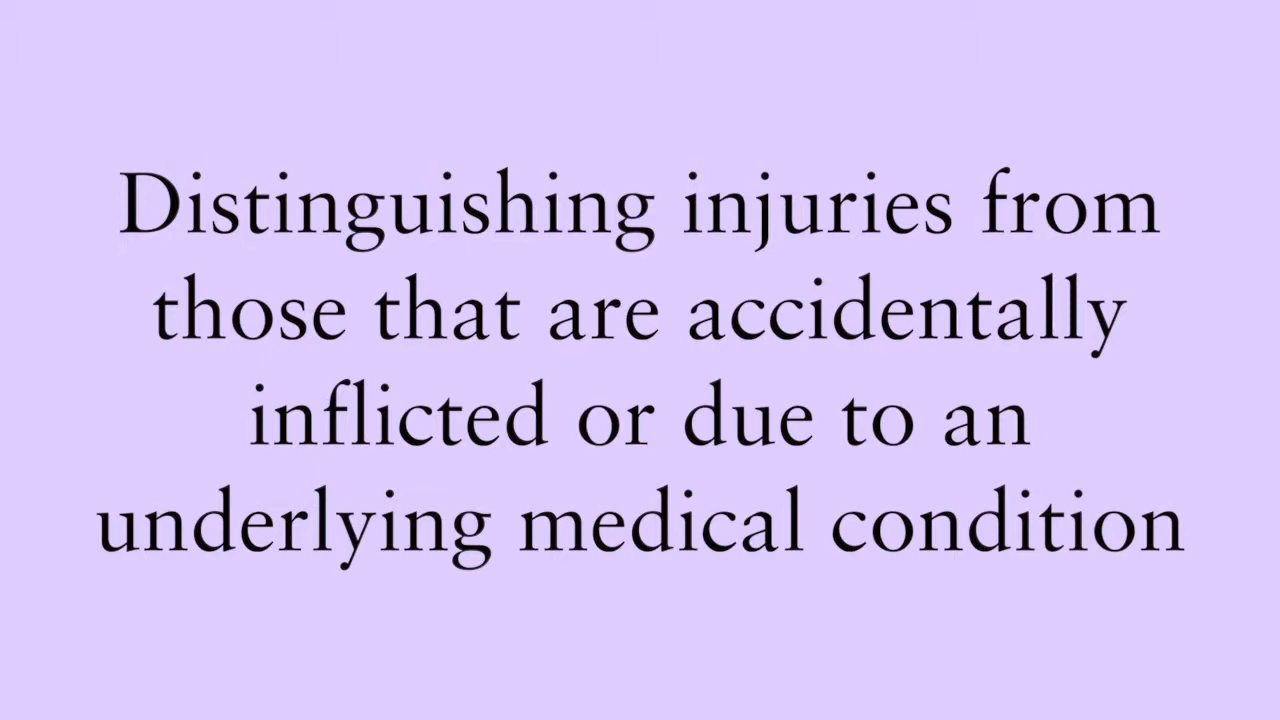 Distinguishing injuries from
those that are accidentally
inflicted or due to an
underlying medical condition